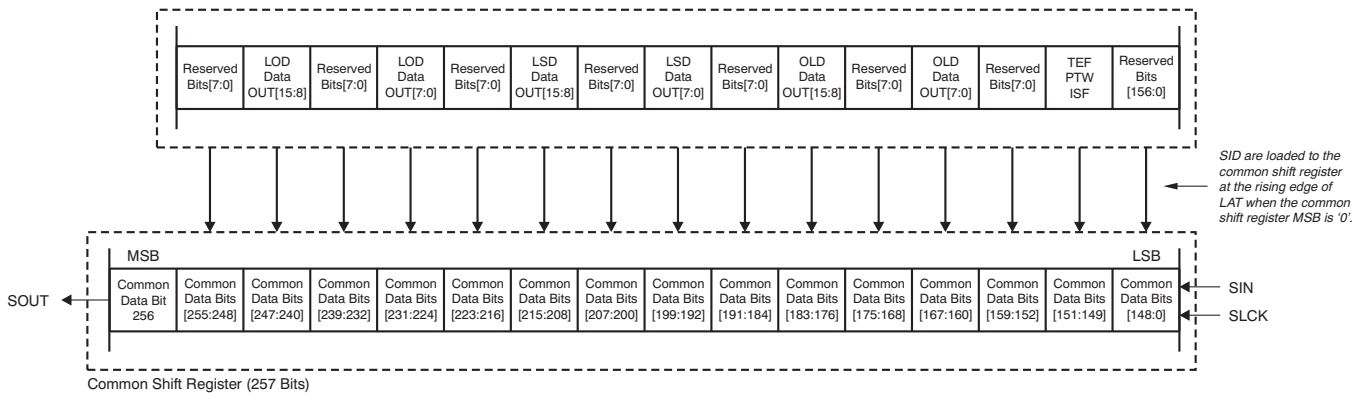 Reserved
Bits[7:0]
LOD
Data
OUT[15:8]
Reserved
Bits[7:0]
LOD
Data
OUT[7:0]
Reserved
Bits[7:0]
LSD
Data
OUT[15:8]
Reserved
Bits[7:0]
LSD
Data
OUT[7:0]
Reserved
Bits[7:0]
OLD
Data
OUT[15:8]
Reserved
Bits[7:0]
OLD
Data
OUT[7:0]
Reserved
Bits[7:0]
TEF
PTW
ISF
Reserved
Bits
[156:0]
SID are loaded to the
common shift register
at the rising edge of
LAT when the common
shift register MSB is ‘0’.
MSB
LSB
SOUT
Common
Data Bit
256
Common
Data Bits
[255:248]
Common
Data Bits
[247:240]
Common
Data Bits
[239:232]
Common
Data Bits
[231:224]
Common
Data Bits
[223:216]
Common
Data Bits
[215:208]
Common
Data Bits
[207:200]
Common
Data Bits
[199:192]
Common
Data Bits
[191:184]
Common
Data Bits
[183:176]
Common
Data Bits
[175:168]
Common
Data Bits
[167:160]
Common
Data Bits
[159:152]
Common
Data Bits
[151:149]
Common
Data Bits
[148:0]
SIN
SLCK
Common Shift Register (257 Bits)